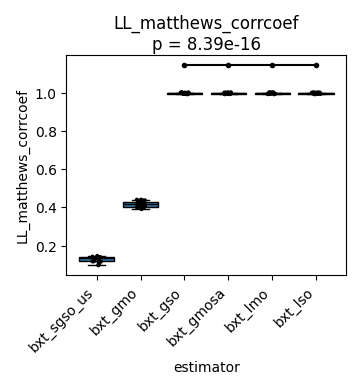 LL_matthews_corrcoef
p = 8.39e-16
LL_matthews_corrcoef
1.0
0.8
0.6
0.4
0.2
bxt_sgso_us
bxt_gmo
bxt_gso
bxt_gmosa
bxt_lmo
bxt_lso
estimator